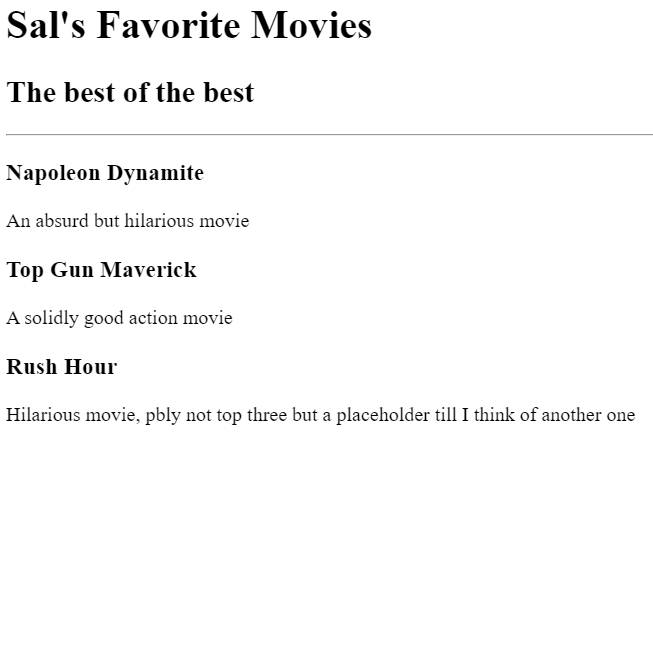 Sal's Favorite Movies
The best of the best
Napoleon Dynamite
An absurd but hilarious movie
Top Gun Maverick
A solidly good action movie
Rush Hour
Hilarious movie, pbly not top three but a placeholder till I think of another one